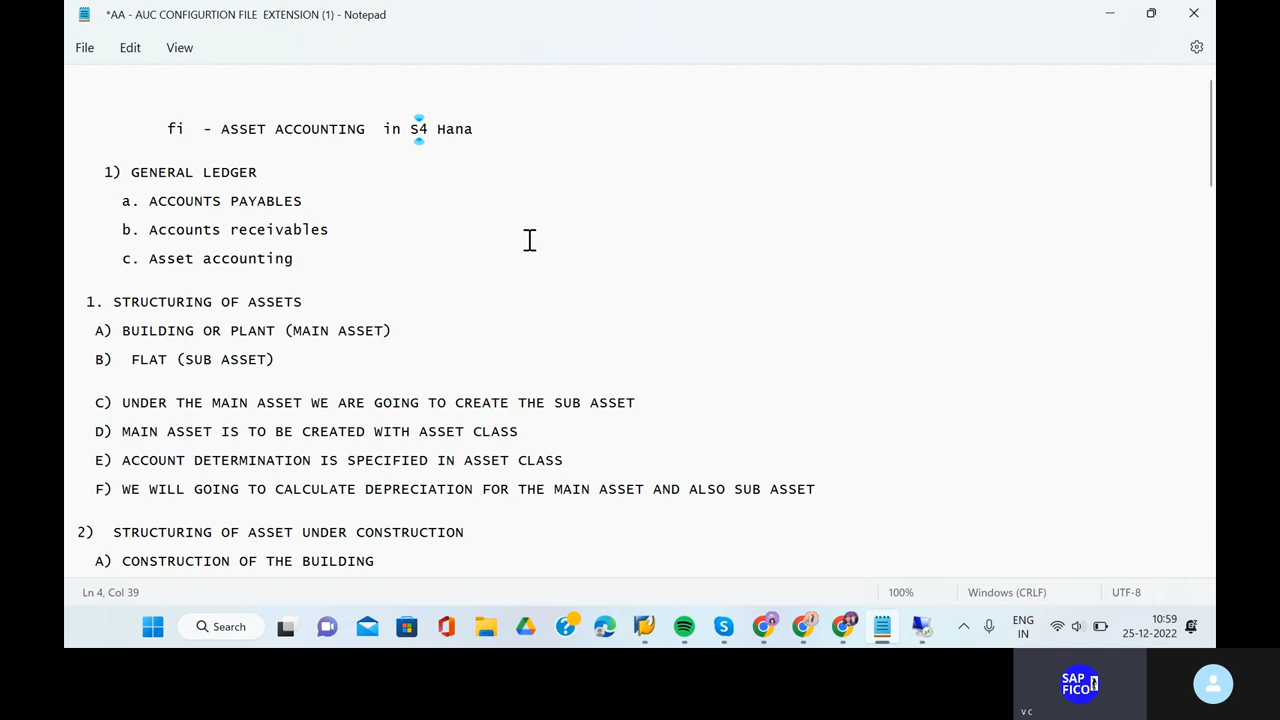 *AA - AUC CONFIGURTION FILE EXTENSION (1) - Notepad
File Edit View
fi - ASSET ACCOUNTING in S4 Hana
1) GENERAL LEDGER
a. ACCOUNTS PAYABLES
b. Accounts receivables
c. Asset accounting
1. STRUCTURING OF ASSETS
A) BUILDING OR PLANT (MAIN ASSET)
B) FLAT (SUB ASSET)
C) UNDER THE MAIN ASSET WE ARE GOING TO CREATE THE SUB ASSET
D) MAIN ASSET IS TO BE CREATED WITH ASSET CLASS
E) ACCOUNT DETERMINATION IS SPECIFIED IN ASSET CLASS
F) WE WILL GOING TO CALCULATE DEPRECIATION FOR THE MAIN ASSET AND ALSO SUB ASSET
2) STRUCTURING OF ASSET UNDER CONSTRUCTION
A) CONSTRUCTION OF THE BUILDING
Ln 4, Col 39 100% Windows (CRLF) UTF-8
Search ENG IN 10:59 25-12-2022
SAP FICO
v c